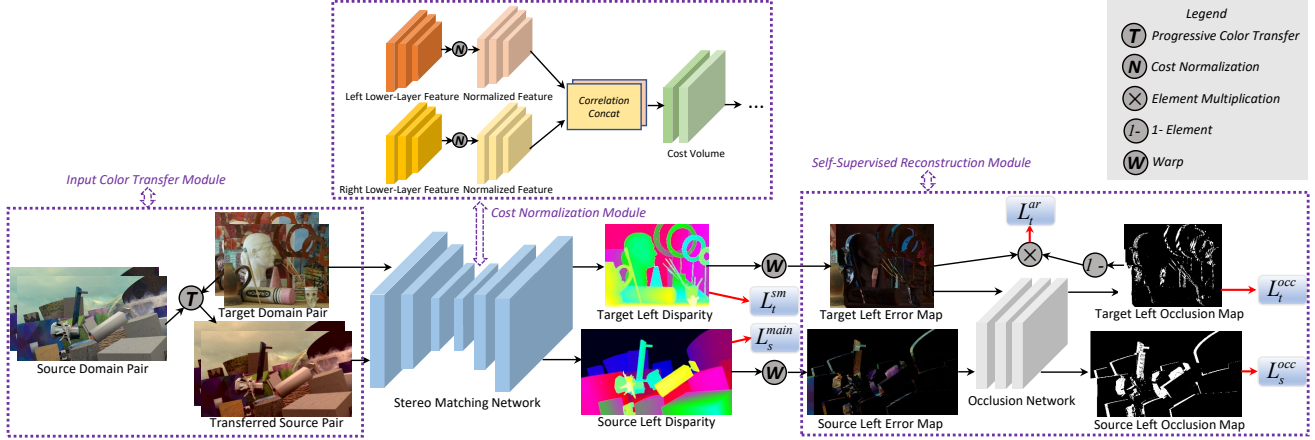 Left Lower-Layer Feature
N
Normalized Feature
Right Lower-Layer Feature
N
Normalized Feature
Correlation
Concat
Cost Volume
...
Legend
T Progressive Color Transfer
N Cost Normalization
× Element Multiplication
1- 1- Element
W Warp
Input Color Transfer Module
Cost Normalization Module
Self-Supervised Reconstruction Module
Source Domain Pair
T
Target Domain Pair
Transferred Source Pair
Stereo Matching Network
Target Left Disparity
L_t^{sm}
L_s^{main}
Source Left Disparity
W
W
Target Left Error Map
Source Left Error Map
L_t^{ar}
×
1-
Occlusion Network
Target Left Occlusion Map
Source Left Occlusion Map
L_t^{occ}
L_s^{occ}